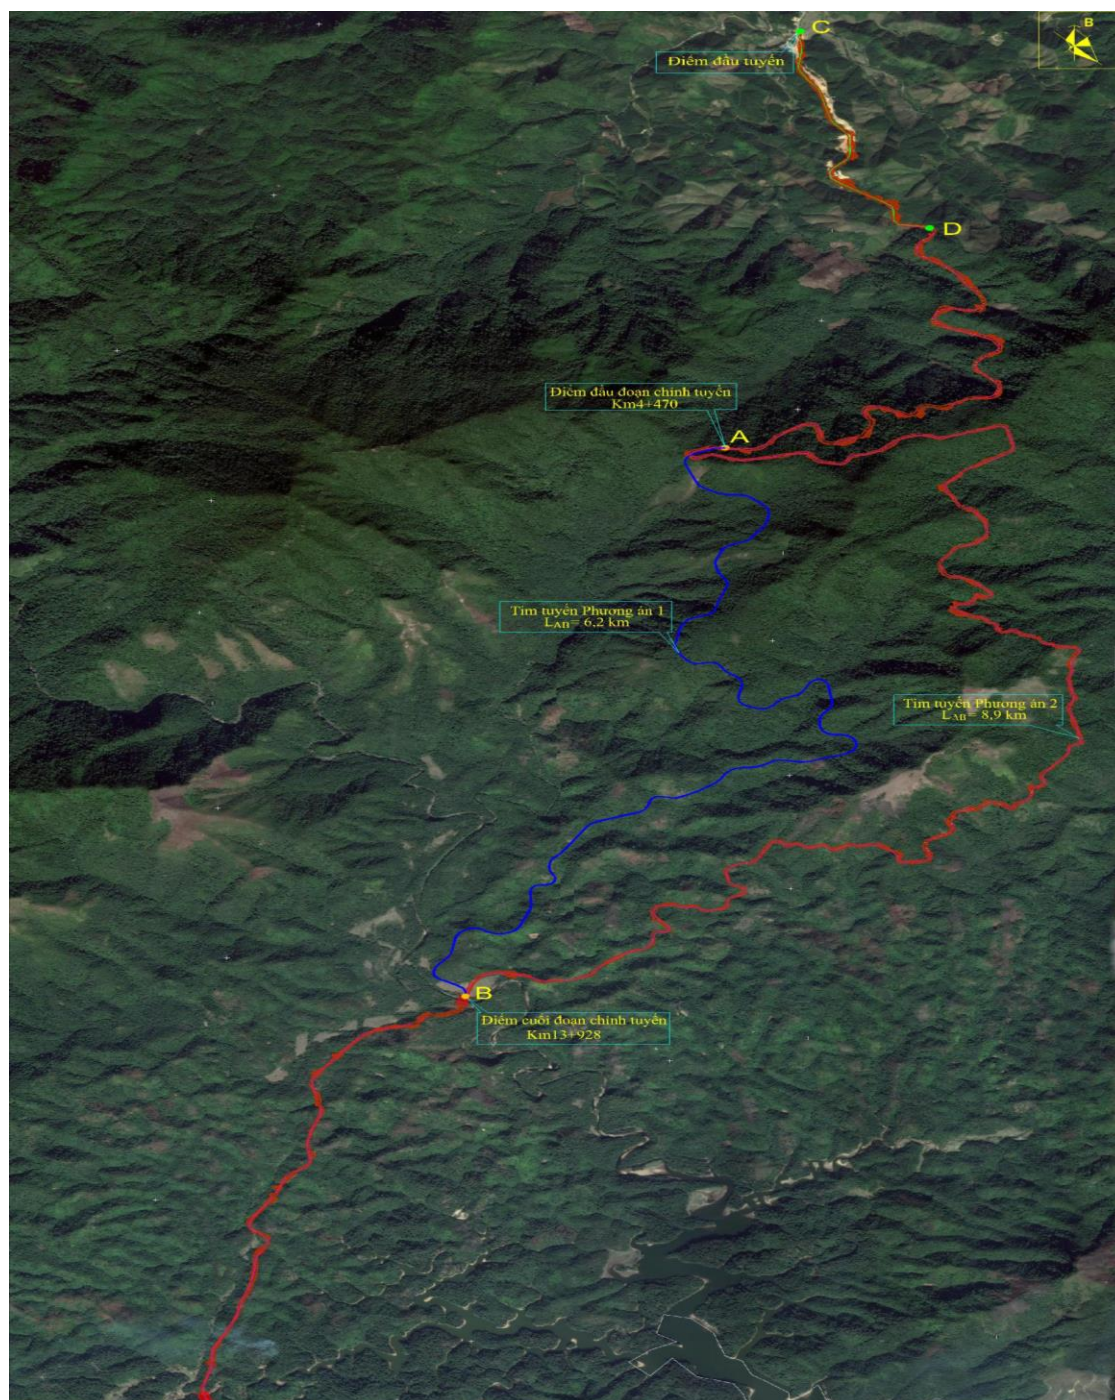 B
C
Điểm đầu tuyến
D
Điểm đầu đoạn chỉnh tuyến
Km4+470
A
Tim tuyến Phương án 1
LAB= 6,2 km
Tim tuyến Phương án 2
LAB= 8,9 km
B
Điểm cuối đoạn chỉnh tuyến
Km13+928